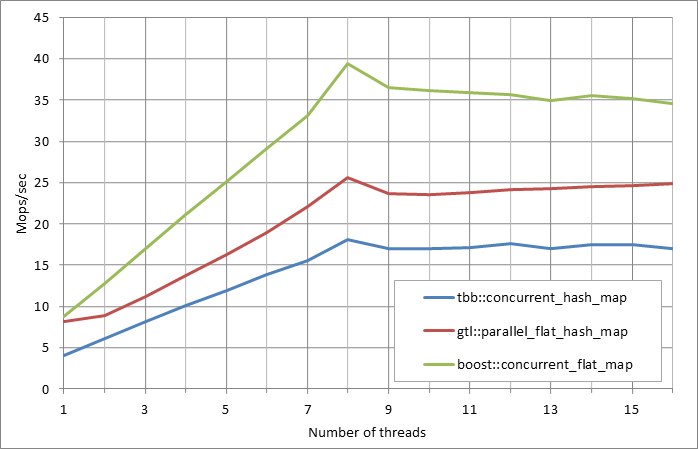 45
40
35
30
25
20
15
10
5
0
Mops/sec
1 3 5 7 9 11 13 15
Number of threads
tbb::concurrent_hash_map
gtl::parallel_flat_hash_map
boost::concurrent_flat_map